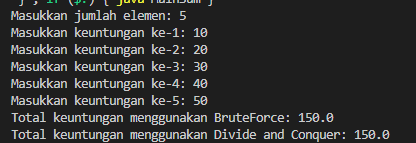 j ; if ($?) { java MainSum }
Masukkan jumlah elemen: 5
Masukkan keuntungan ke-1: 10
Masukkan keuntungan ke-2: 20
Masukkan keuntungan ke-3: 30
Masukkan keuntungan ke-4: 40
Masukkan keuntungan ke-5: 50
Total keuntungan menggunakan BruteForce: 150.0
Total keuntungan menggunakan Divide and Conquer: 150.0